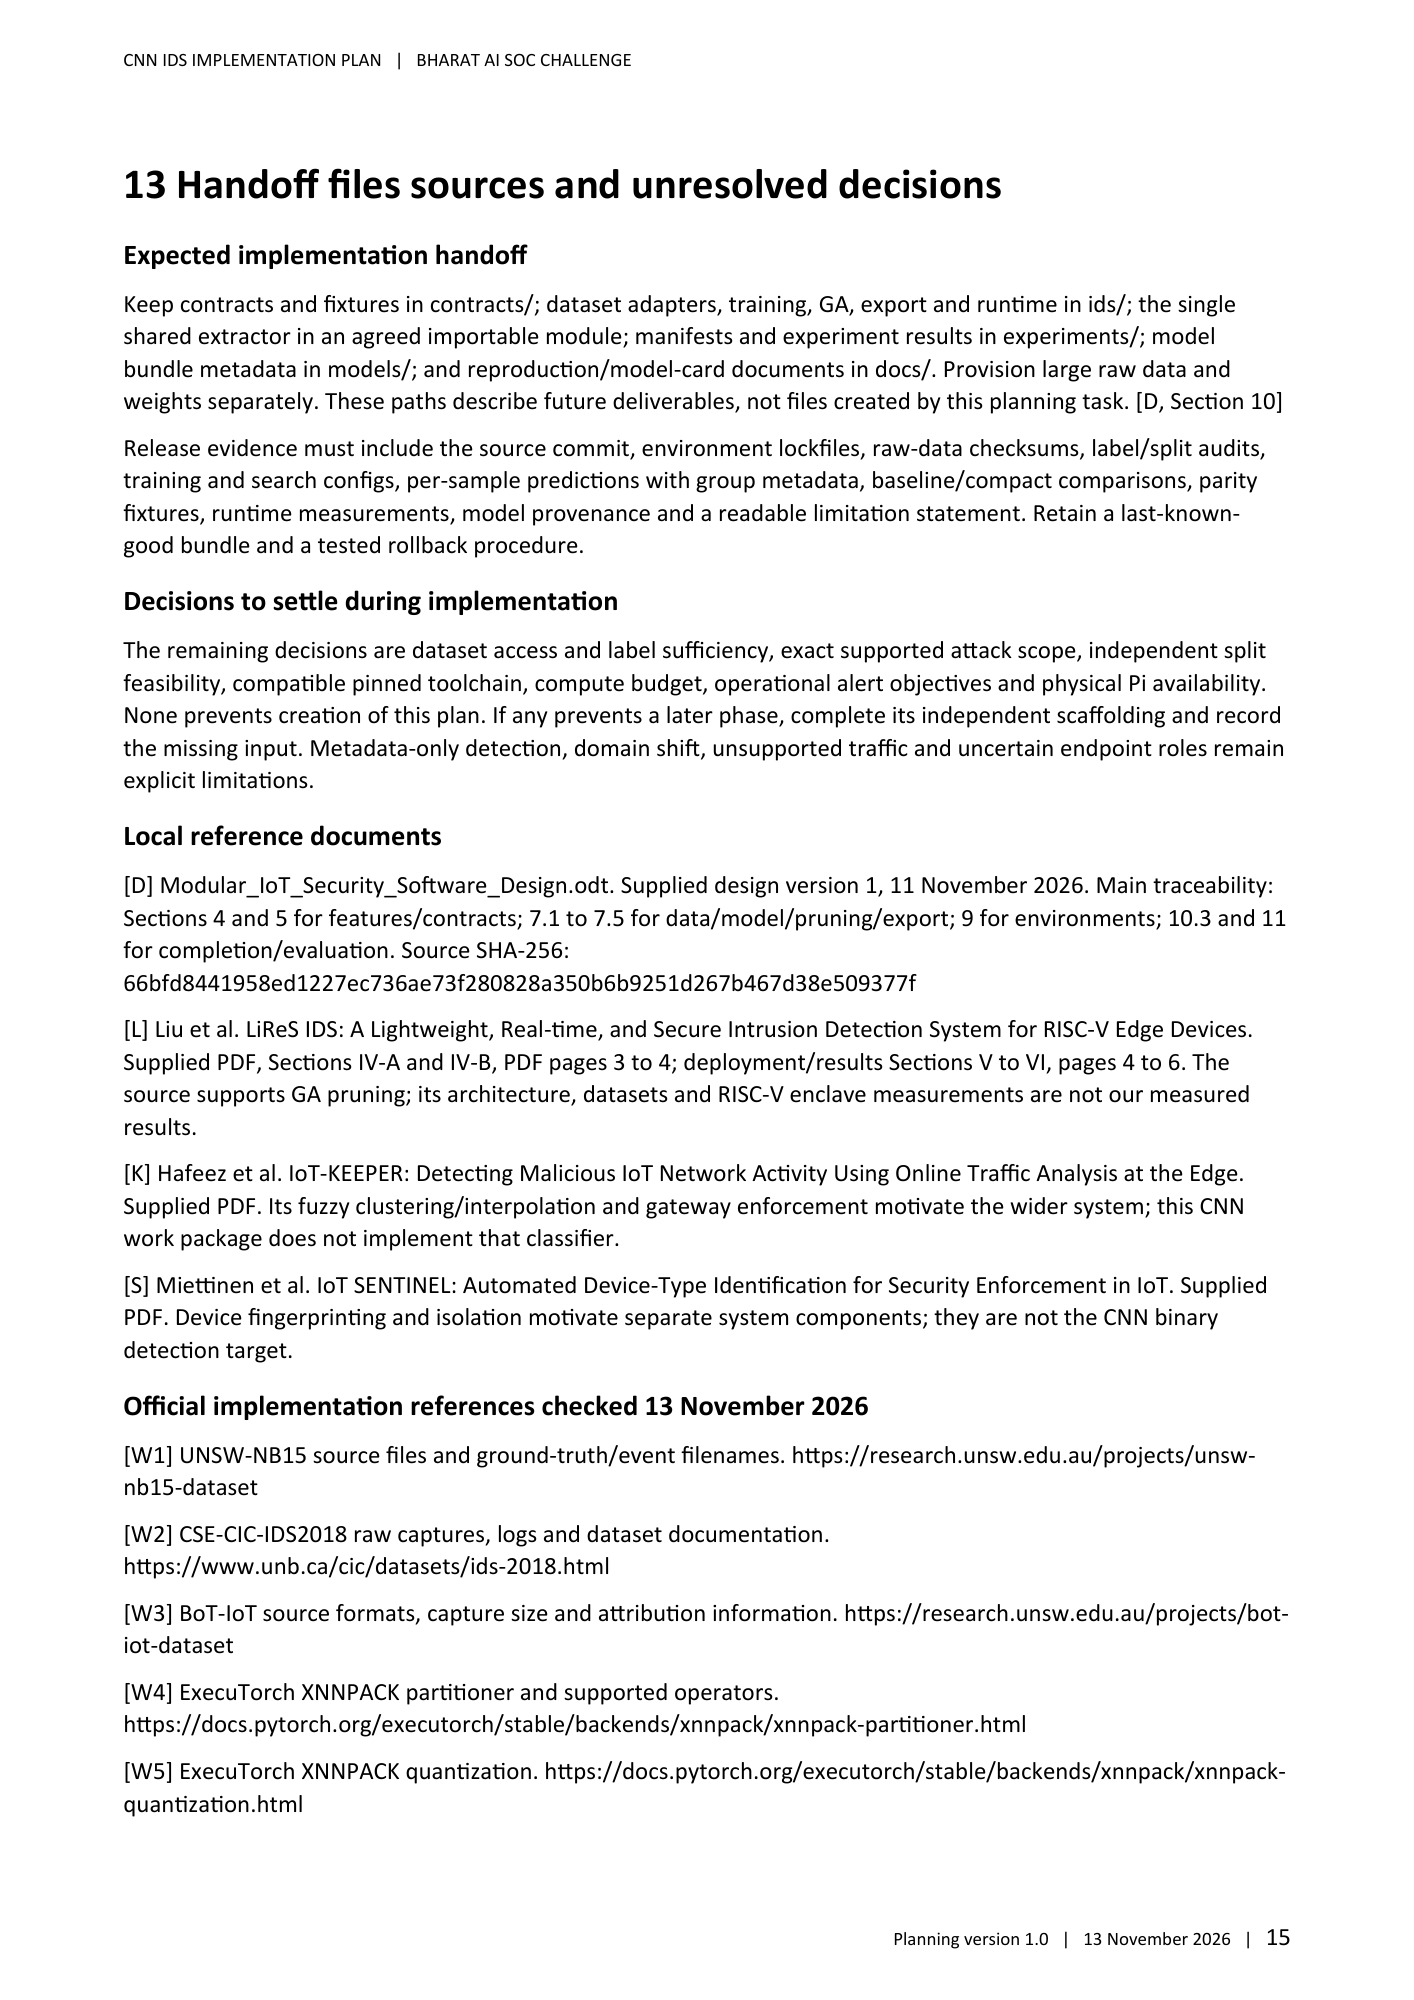 CNN IDS IMPLEMENTATION PLAN | BHARAT AI SOC CHALLENGE
13 Handoff files sources and unresolved decisions
Expected implementation handoff
Keep contracts and fixtures in contracts/; dataset adapters, training, GA, export and runtime in ids/; the single
shared extractor in an agreed importable module; manifests and experiment results in experiments/; model
bundle metadata in models/; and reproduction/model-card documents in docs/. Provision large raw data and
weights separately. These paths describe future deliverables, not files created by this planning task. [D, Section 10]
Release evidence must include the source commit, environment lockfiles, raw-data checksums, label/split audits,
training and search configs, per-sample predictions with group metadata, baseline/compact comparisons, parity
fixtures, runtime measurements, model provenance and a readable limitation statement. Retain a last-known-
good bundle and a tested rollback procedure.
Decisions to settle during implementation
The remaining decisions are dataset access and label sufficiency, exact supported attack scope, independent split
feasibility, compatible pinned toolchain, compute budget, operational alert objectives and physical Pi availability.
None prevents creation of this plan. If any prevents a later phase, complete its independent scaffolding and record
the missing input. Metadata-only detection, domain shift, unsupported traffic and uncertain endpoint roles remain
explicit limitations.
Local reference documents
[D] Modular_IoT_Security_Software_Design.odt. Supplied design version 1, 11 November 2026. Main traceability:
Sections 4 and 5 for features/contracts; 7.1 to 7.5 for data/model/pruning/export; 9 for environments; 10.3 and 11
for completion/evaluation. Source SHA-256:
66bfd8441958ed1227ec736ae73f280828a350b6b9251d267b467d38e509377f
[L] Liu et al. LiReS IDS: A Lightweight, Real-time, and Secure Intrusion Detection System for RISC-V Edge Devices.
Supplied PDF, Sections IV-A and IV-B, PDF pages 3 to 4; deployment/results Sections V to VI, pages 4 to 6. The
source supports GA pruning; its architecture, datasets and RISC-V enclave measurements are not our measured
results.
[K] Hafeez et al. IoT-KEEPER: Detecting Malicious IoT Network Activity Using Online Traffic Analysis at the Edge.
Supplied PDF. Its fuzzy clustering/interpolation and gateway enforcement motivate the wider system; this CNN
work package does not implement that classifier.
[S] Miettinen et al. IoT SENTINEL: Automated Device-Type Identification for Security Enforcement in IoT. Supplied
PDF. Device fingerprinting and isolation motivate separate system components; they are not the CNN binary
detection target.
Official implementation references checked 13 November 2026
[W1] UNSW-NB15 source files and ground-truth/event filenames. https://research.unsw.edu.au/projects/unsw-
nb15-dataset
[W2] CSE-CIC-IDS2018 raw captures, logs and dataset documentation.
https://www.unb.ca/cic/datasets/ids-2018.html
[W3] BoT-IoT source formats, capture size and attribution information. https://research.unsw.edu.au/projects/bot-
iot-dataset
[W4] ExecuTorch XNNPACK partitioner and supported operators.
https://docs.pytorch.org/executorch/stable/backends/xnnpack/xnnpack-partitioner.html
[W5] ExecuTorch XNNPACK quantization. https://docs.pytorch.org/executorch/stable/backends/xnnpack/xnnpack-
quantization.html
Planning version 1.0 | 13 November 2026 | 15